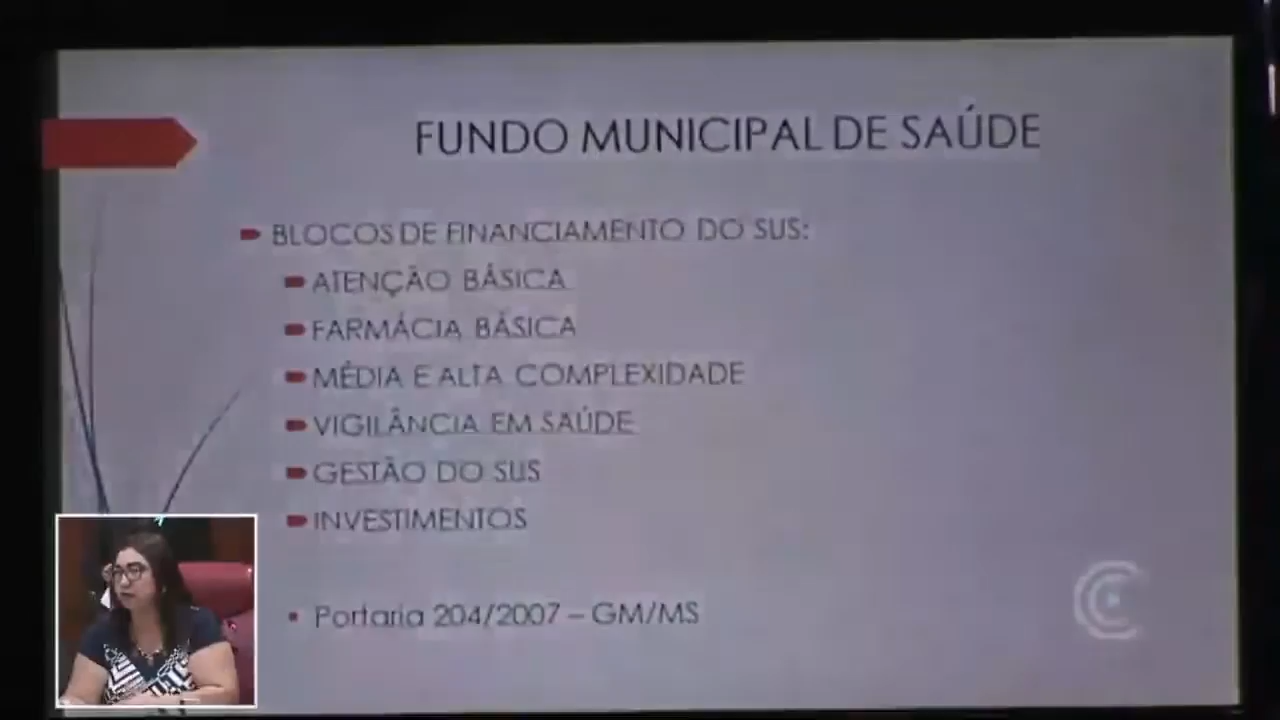 FUNDO MUNICIPAL DE SAÚDE
BLOCOS DE FINANCIAMENTO DO SUS:
ATENÇÃO BÁSICA
FARMÁCIA BÁSICA
MÉDIA E ALTA COMPLEXIDADE
VIGILÂNCIA EM SAÚDE
GESTÃO DO SUS
INVESTIMENTOS
• Portaria 204/2007 – GM/MS